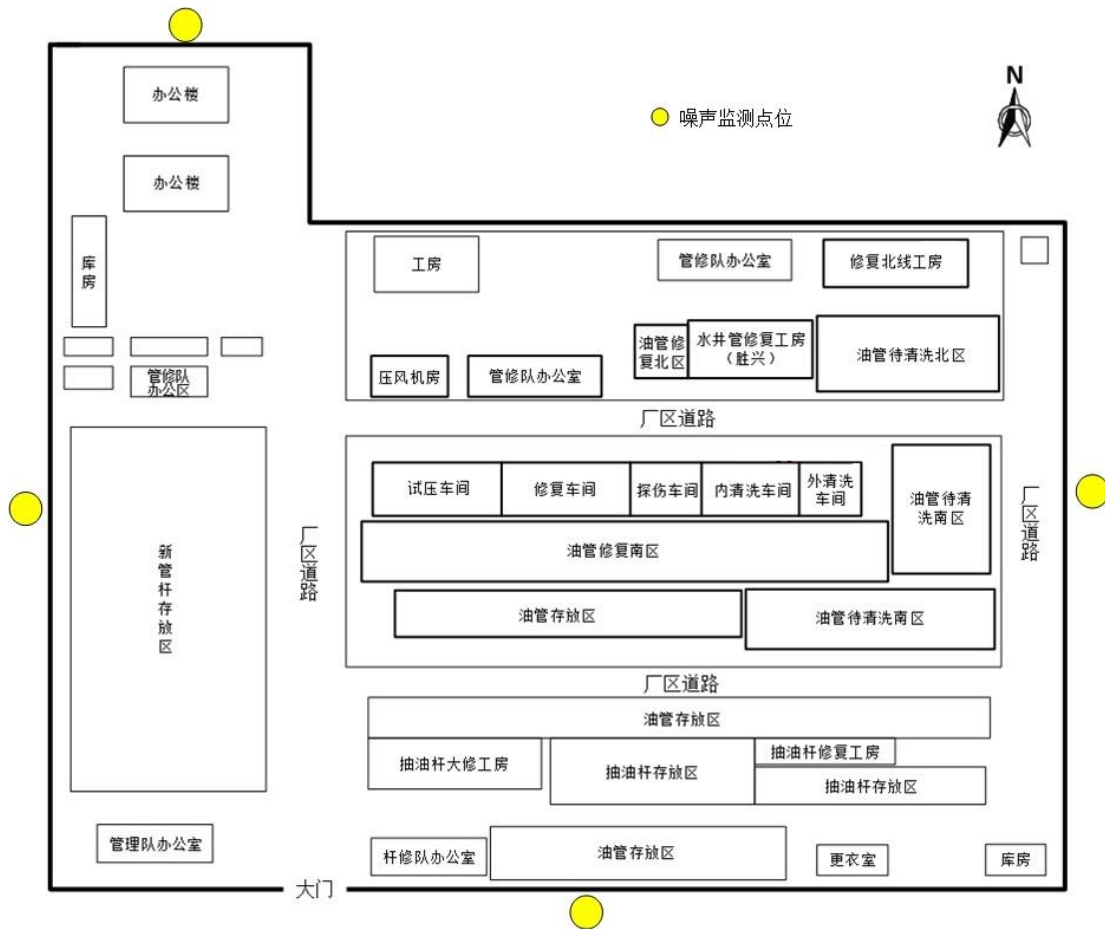 办公楼
N
噪声监测点位
办公楼
库房
工房
管修队办公室
修复北线工房
油管修
复北区
水井管修复工房
（胜兴）
油管待清洗北区
压风机房
管修队办公室
管修队
办公区
厂区道路
试压车间
修复车间
探伤车间
内清洗车间
外清洗
车间
油管待清
洗南区
厂区道路
厂区道路
新管杆存放区
油管修复南区
油管存放区
油管待清洗南区
厂区道路
油管存放区
抽油杆大修工房
抽油杆存放区
抽油杆修复工房
抽油杆存放区
管理队办公室
杆修队办公室
油管存放区
更衣室
库房
大门